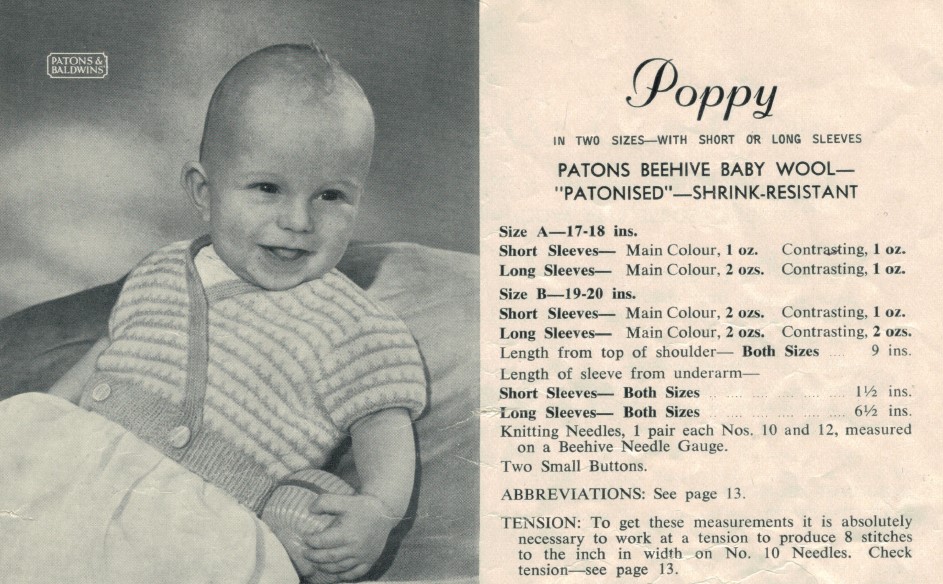 PATONS &
BALDWINS'
Poppy
IN TWO SIZES—WITH SHORT OR LONG SLEEVES
PATONS BEEHIVE BABY WOOL—
"PATONISED"—SHRINK-RESISTANT
Size A—17-18 ins.
Short Sleeves— Main Colour, 1 oz. Contrasting, 1 oz.
Long Sleeves— Main Colour, 2 ozs. Contrasting, 1 oz.
Size B—19-20 ins.
Short Sleeves— Main Colour, 2 ozs. Contrasting, 1 oz.
Long Sleeves— Main Colour, 2 ozs. Contrasting, 2 ozs.
Length from top of shoulder— Both Sizes .... 9 ins.
Length of sleeve from underarm—
Short Sleeves— Both Sizes .... .... .... .... .... 1½ ins.
Long Sleeves— Both Sizes .... .... .... .... .... 6½ ins.
Knitting Needles, 1 pair each Nos. 10 and 12, measured
on a Beehive Needle Gauge.
Two Small Buttons.
ABBREVIATIONS: See page 13.
TENSION: To get these measurements it is absolutely
necessary to work at a tension to produce 8 stitches
to the inch in width on No. 10 Needles. Check
tension—see page 13.